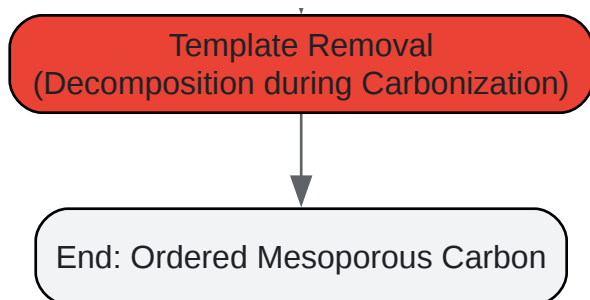 Template Removal
(Decomposition during Carbonization)
End: Ordered Mesoporous Carbon